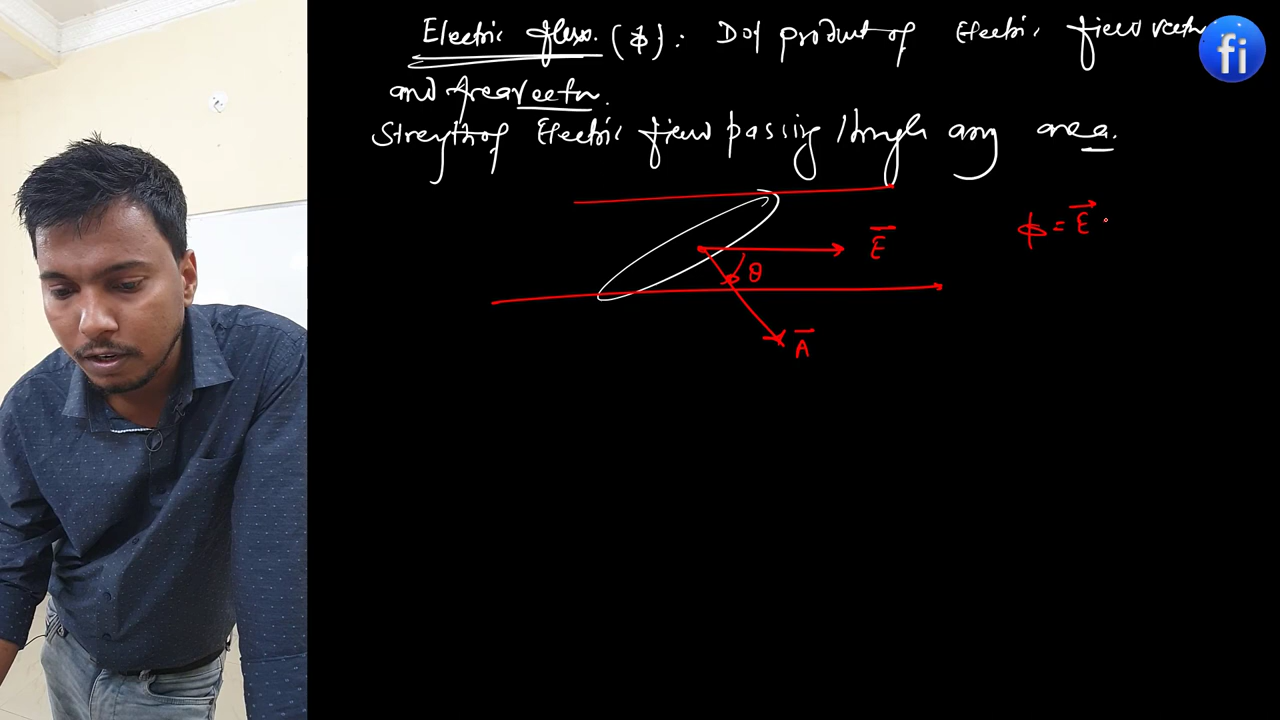 Electric flux. (ϕ): Dot product of Electric field vector
and Area vector.
Strength of Electric field passing through any area.
E
θ
A
ϕ = E ·
fi